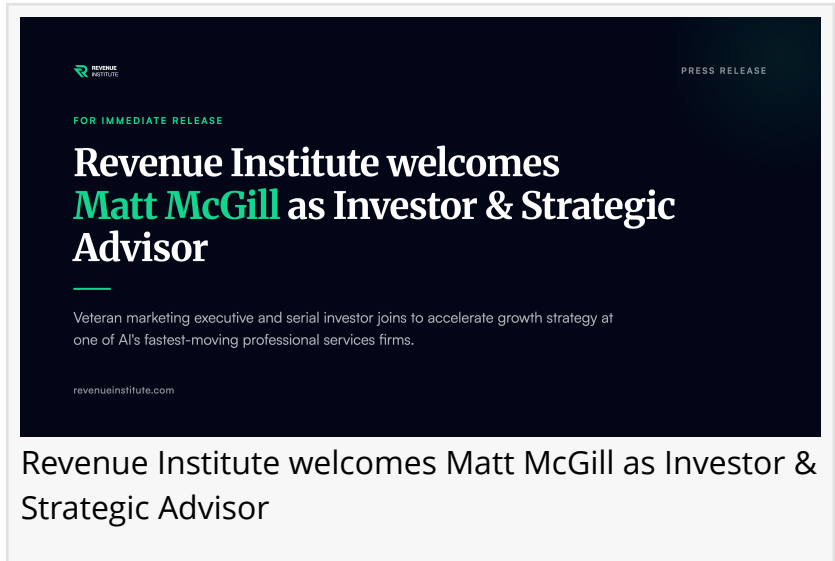 REVENUE
INSTITUTE
PRESS RELEASE
FOR IMMEDIATE RELEASE
Revenue Institute welcomes
Matt McGill as Investor & Strategic
Advisor
Veteran marketing executive and serial investor joins to accelerate growth strategy at
one of AI's fastest-moving professional services firms.
revenueinstitute.com
Revenue Institute welcomes Matt McGill as Investor &
Strategic Advisor